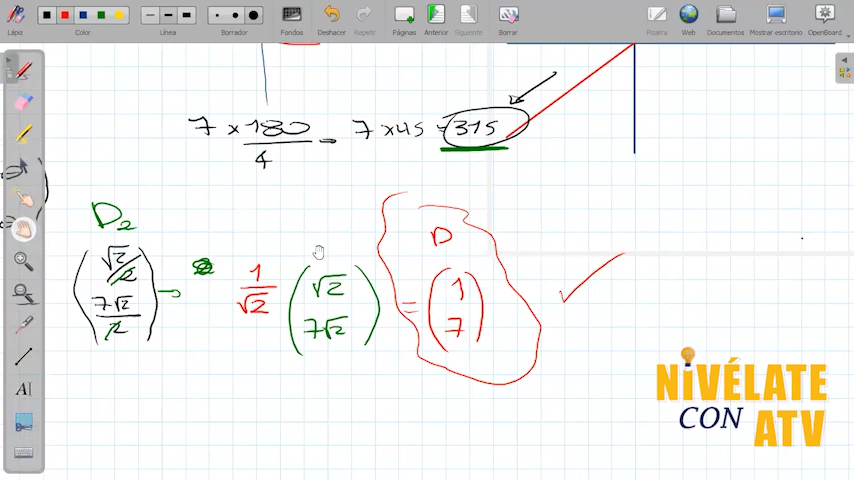 Lápiz
Color
Línea
Borrador
Fondos
Deshacer
Repetir
Páginas
Anterior
Siguiente
Borrar
Pizarra
Web
Documentos
Mostrar escritorio
OpenBoard
7 × 180/4 = 7 × 45 = 315
D₂
(√2/2, 7√2/2) → 1/√2 (√2, 7√2) = D (1, 7) ✓
NIVÉLATE
CON ATV